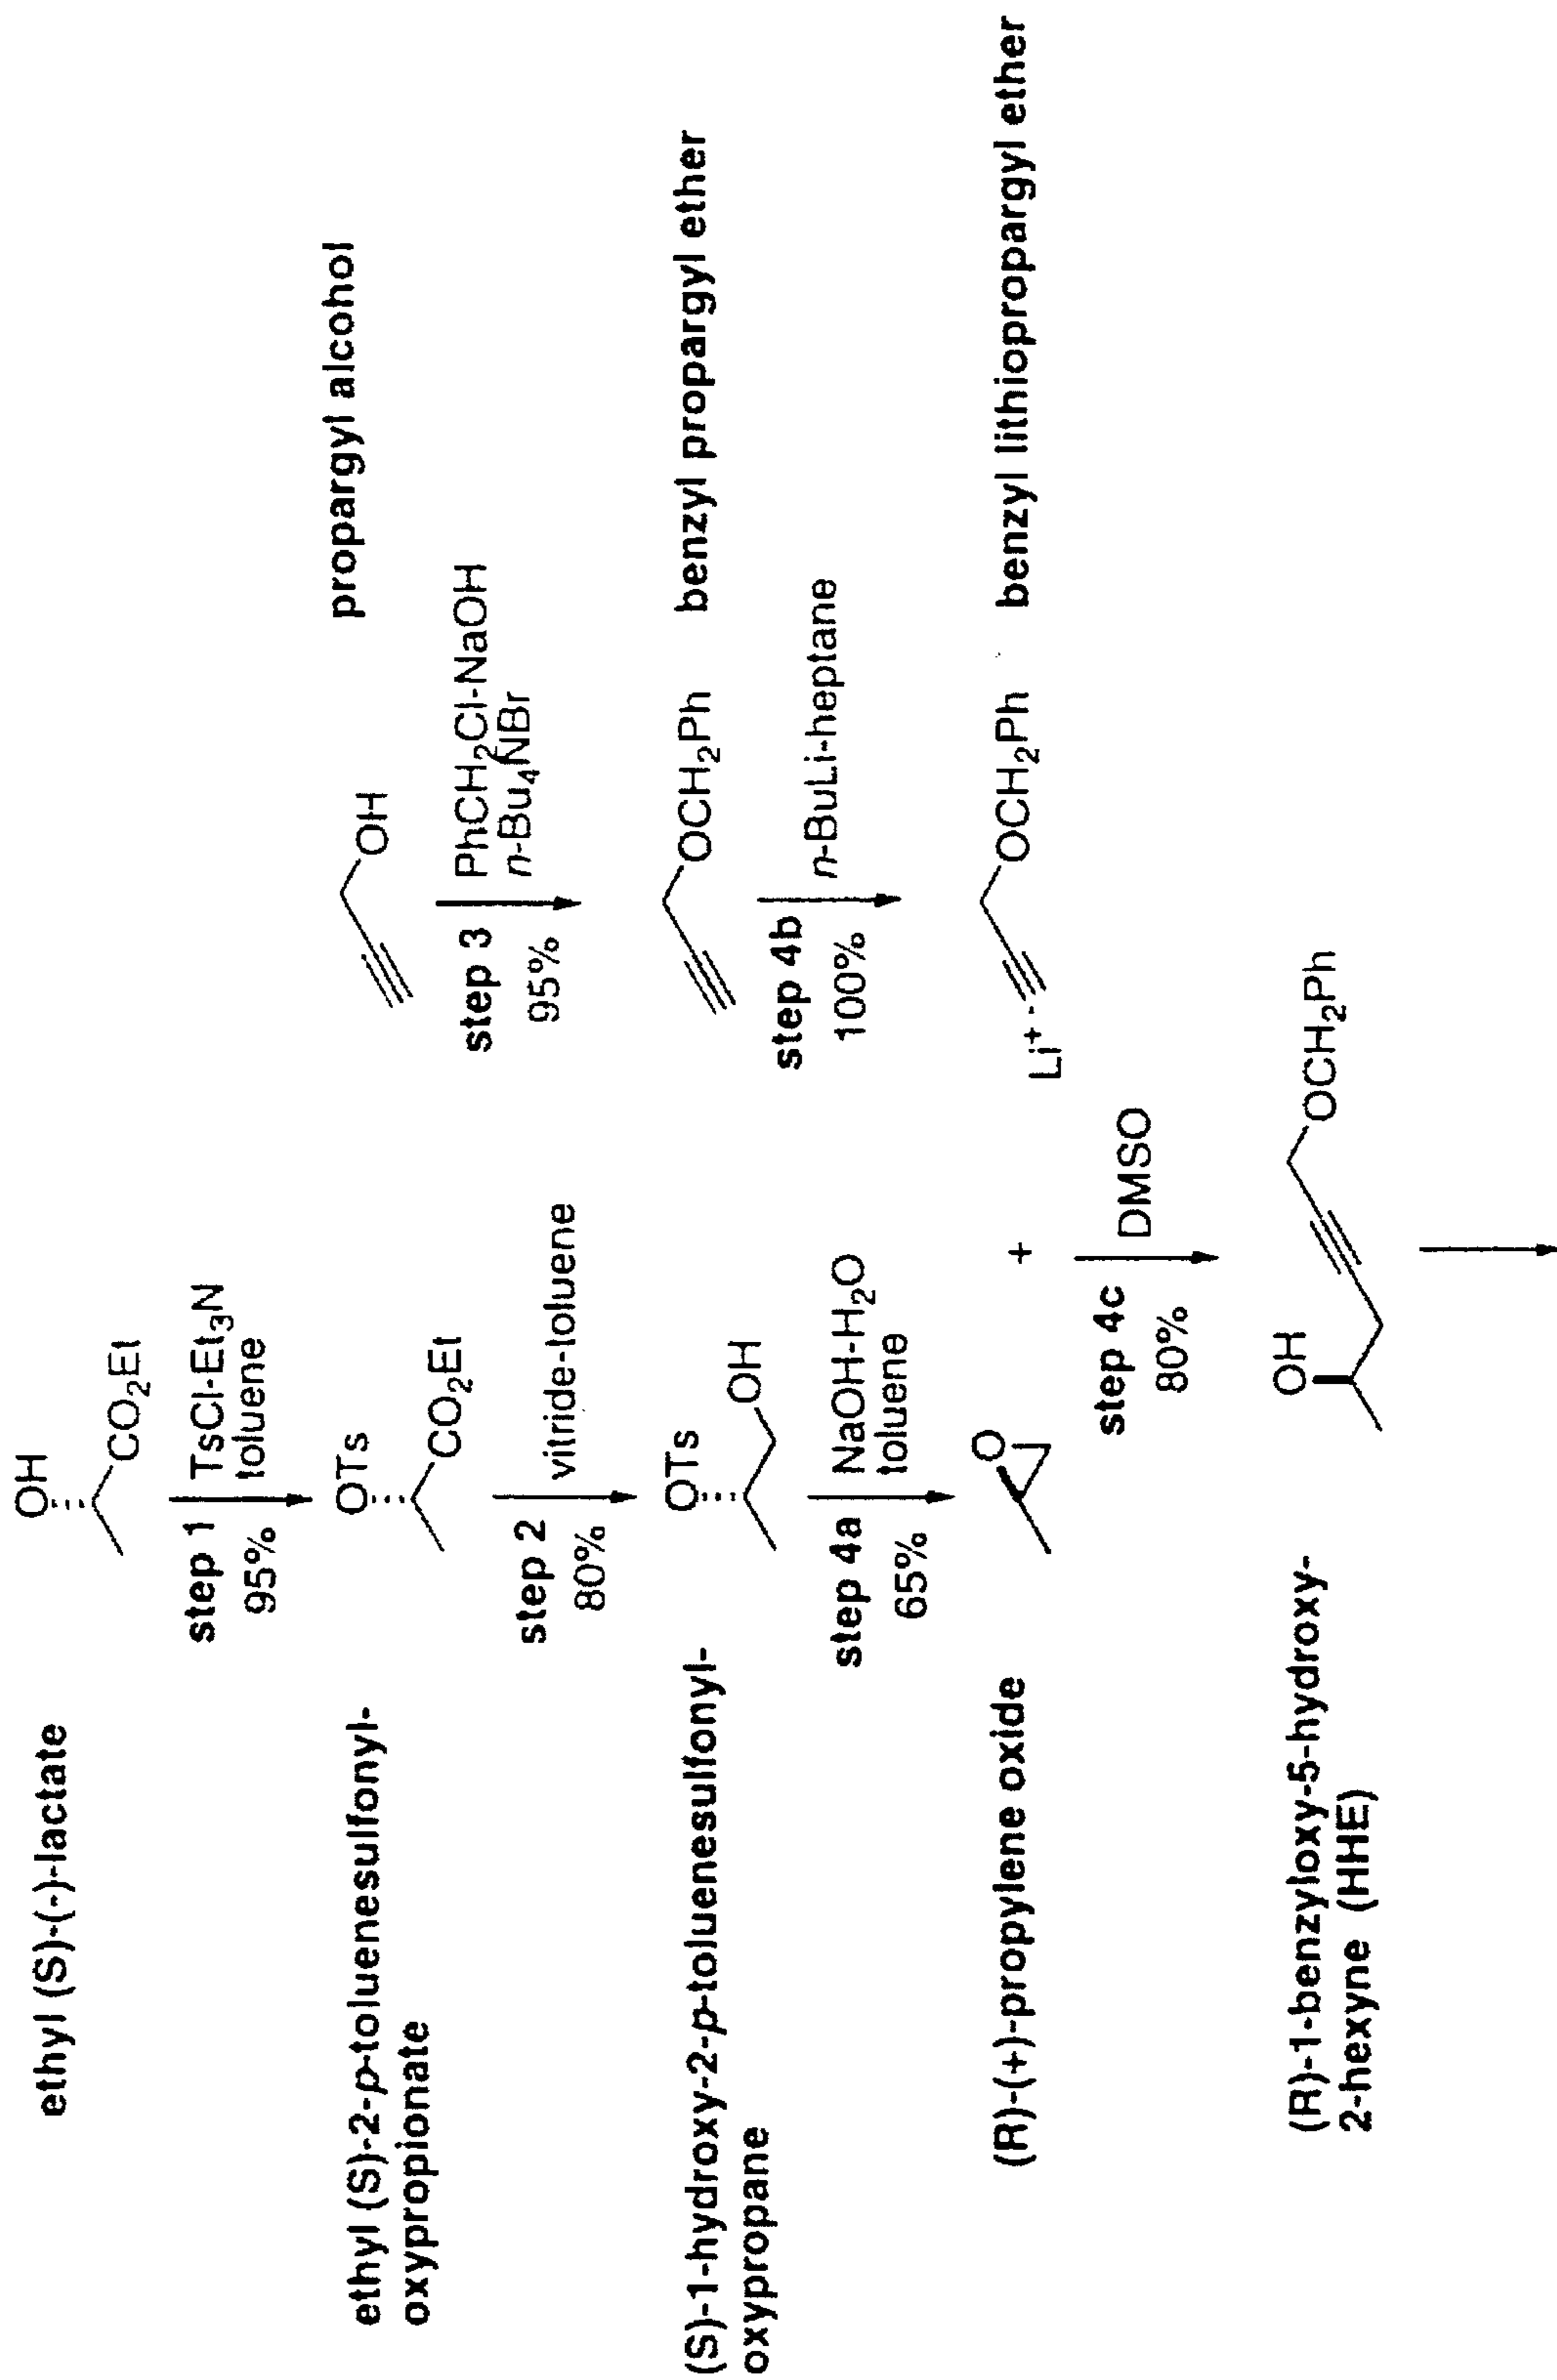 ethyl (S)-(-)-lactate
OH
CO2Et
step 1
95%
TsCl-Et3N
toluene
ethyl (S)-2-p-toluenesulfonyl-
oxypropionate
OTs
CO2Et
step 2
80%
vitride-toluene
(S)-1-hydroxy-2-p-toluenesulfonyl-
oxypropane
OTs
OH
step 4a
65%
NaOH-H2O
toluene
(R)-(+)-propylene oxide
O
+
propargyl alcohol
OH
step 3
95%
PhCH2Cl-NaOH
n-Bu4NBr
OCH2Ph
benzyl propargyl ether
step 4b
100%
n-BuLi-heptane
Li+ -
OCH2Ph
benzyl lithiopropargyl ether
step 4c
80%
DMSO
(R)-1-benzyloxy-5-hydroxy-
2-hexyne (HHE)
OH
OCH2Ph